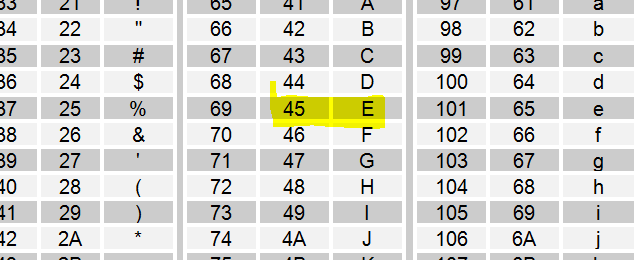 33 21 ! 65 41 A 97 61 a
34 22 " 66 42 B 98 62 b
35 23 # 67 43 C 99 63 c
36 24 $ 68 44 D 100 64 d
37 25 % 69 45 E 101 65 e
38 26 & 70 46 F 102 66 f
39 27 ' 71 47 G 103 67 g
40 28 ( 72 48 H 104 68 h
41 29 ) 73 49 I 105 69 i
42 2A * 74 4A J 106 6A j